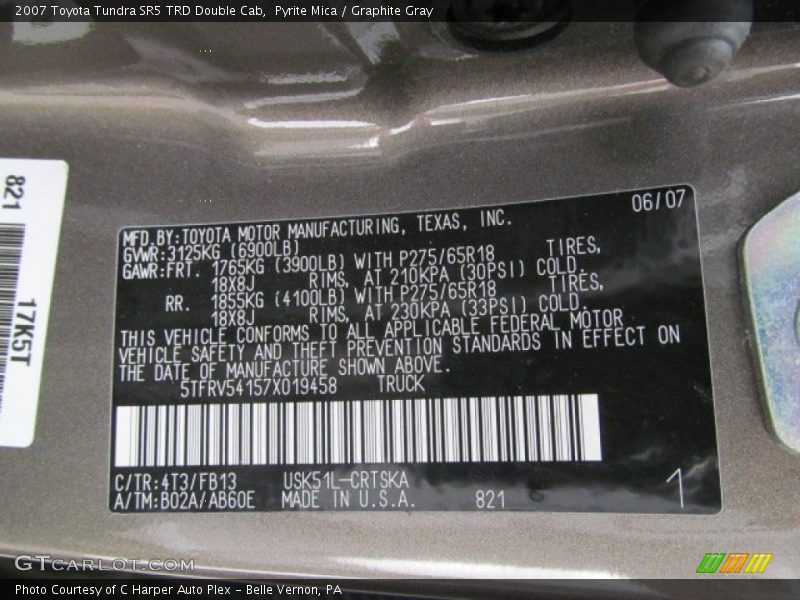 2007 Toyota Tundra SR5 TRD Double Cab, Pyrite Mica / Graphite Gray
821
17K5T
06/07
MFD.BY:TOYOTA MOTOR MANUFACTURING, TEXAS, INC.
GVWR:3125KG (6900LB)
GAWR:FRT. 1765KG (3900LB) WITH P275/65R18 TIRES,
18X8J RIMS, AT 210KPA (30PSI) COLD.
RR. 1855KG (4100LB) WITH P275/65R18 TIRES,
18X8J RIMS, AT 230KPA (33PSI) COLD.
THIS VEHICLE CONFORMS TO ALL APPLICABLE FEDERAL MOTOR
VEHICLE SAFETY AND THEFT PREVENTION STANDARDS IN EFFECT ON
THE DATE OF MANUFACTURE SHOWN ABOVE.
5TFRV54157X019458 TRUCK
C/TR:4T3/FB13 USK51L-CRTSKA
A/TM:B02A/AB60E MADE IN U.S.A. 821
1
GTCARLOT.COM
Photo Courtesy of C Harper Auto Plex - Belle Vernon, PA